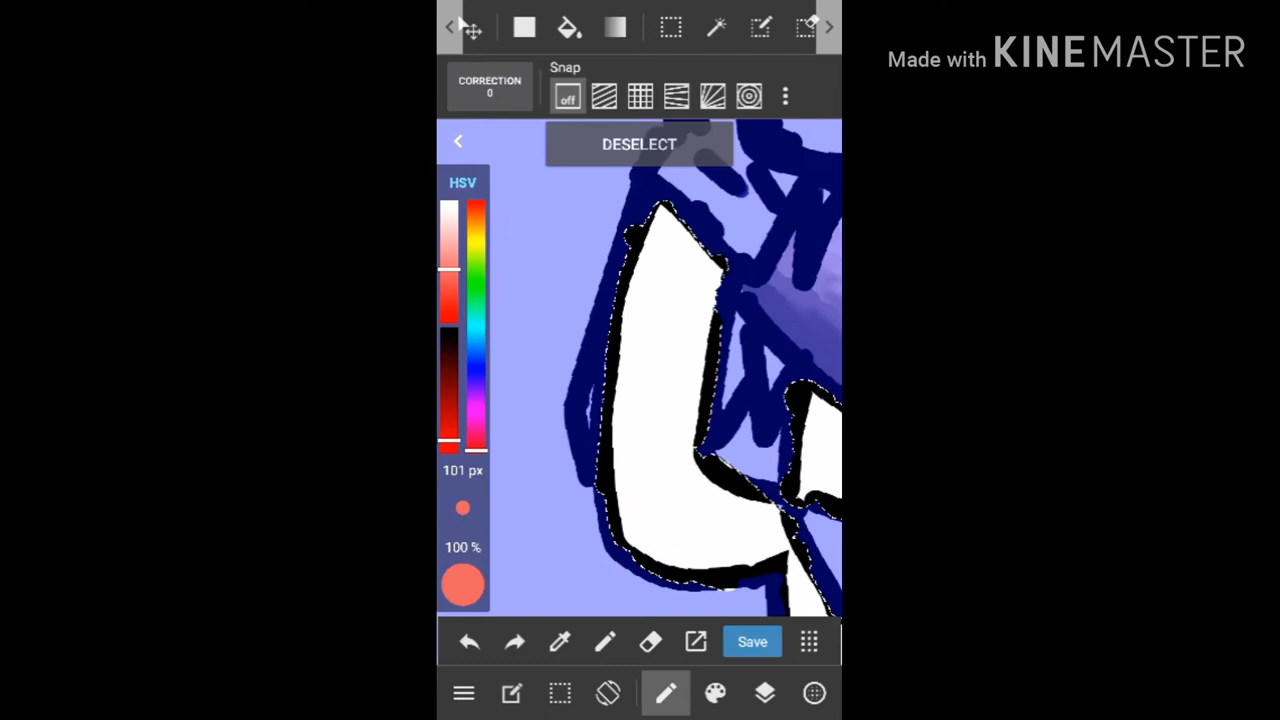 Made with KINEMASTER
CORRECTION
0
Snap
off
DESELECT
HSV
101 px
100 %
Save